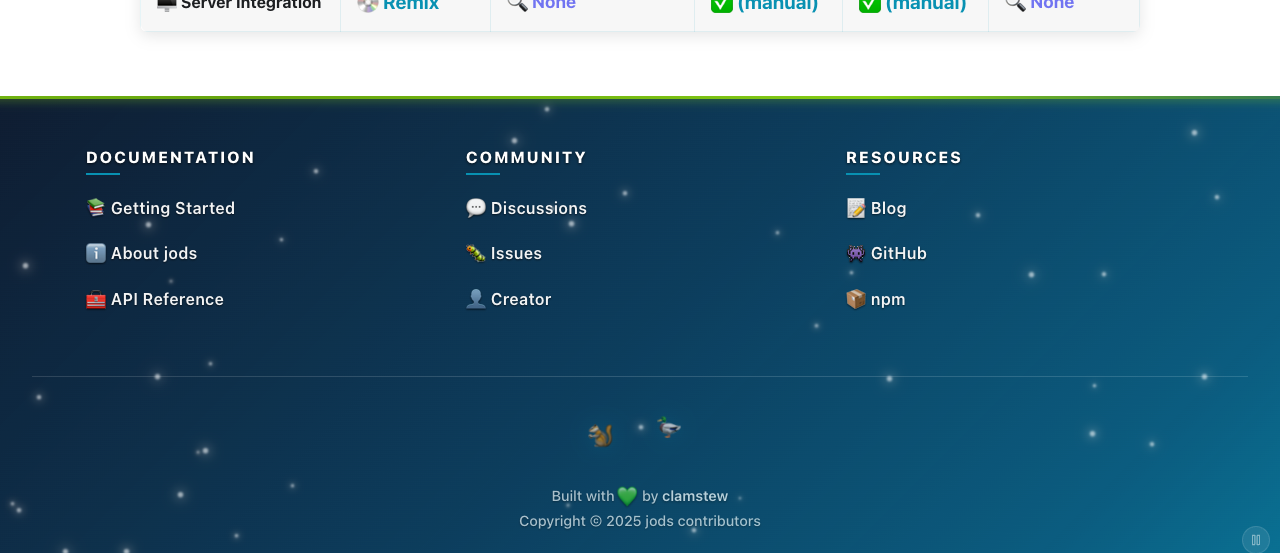 Server Integration Remix None (manual) (manual) None
DOCUMENTATION COMMUNITY RESOURCES
Getting Started Discussions Blog
About jods Issues GitHub
API Reference Creator npm
Built with 💚 by clamstew
Copyright © 2025 jods contributors